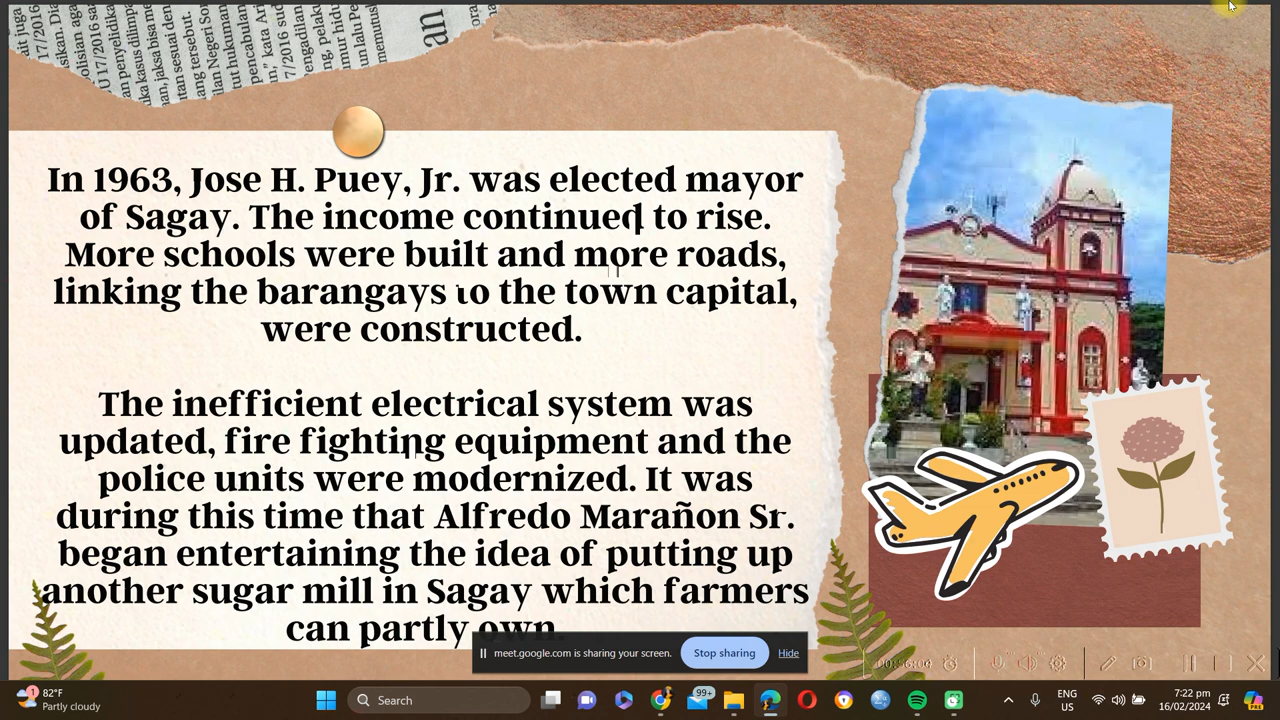 In 1963, Jose H. Puey, Jr. was elected mayor
of Sagay. The income continued to rise.
More schools were built and more roads,
linking the barangays to the town capital,
were constructed.
The inefficient electrical system was
updated, fire fighting equipment and the
police units were modernized. It was
during this time that Alfredo Marañon Sr.
began entertaining the idea of putting up
another sugar mill in Sagay which farmers
can partly own.
meet.google.com is sharing your screen.
Stop sharing
Hide
1
82°F
Partly cloudy
Search
99+
ENG
US
7:22 pm
16/02/2024